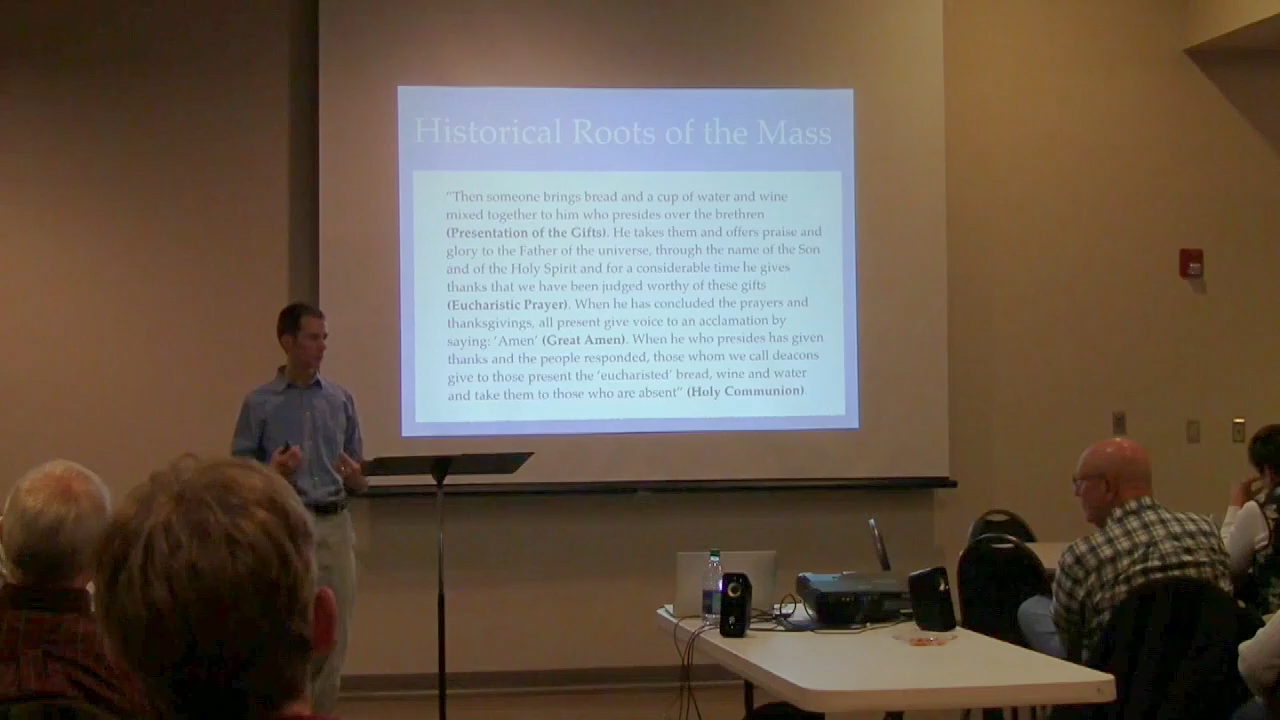 Historical Roots of the Mass
“Then someone brings bread and a cup of water and wine
mixed together to him who presides over the brethren
(Presentation of the Gifts). He takes them and offers praise and
glory to the Father of the universe, through the name of the Son
and of the Holy Spirit and for a considerable time he gives
thanks that we have been judged worthy of these gifts
(Eucharistic Prayer). When he has concluded the prayers and
thanksgivings, all present give voice to an acclamation by
saying: ‘Amen’ (Great Amen). When he who presides has given
thanks and the people responded, those whom we call deacons
give to those present the ‘eucharisted’ bread, wine and water
and take them to those who are absent” (Holy Communion)